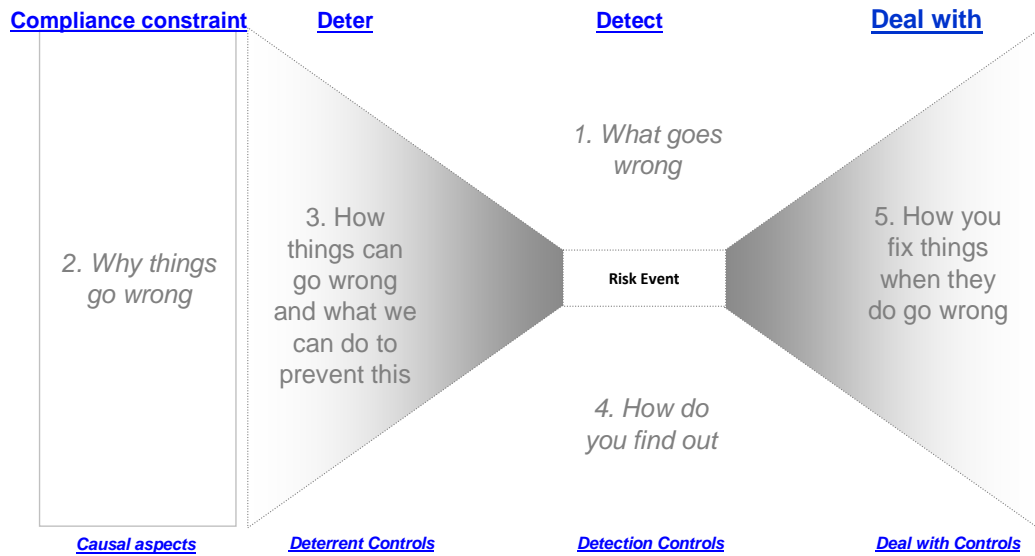 Compliance constraint
Deter
Detect
Deal with
1. What goes
wrong
2. Why things
go wrong
3. How
things can
go wrong
and what we
can do to
prevent this
Risk Event
5. How you
fix things
when they
do go wrong
4. How do
you find out
Causal aspects
Deterrent Controls
Detection Controls
Deal with Controls